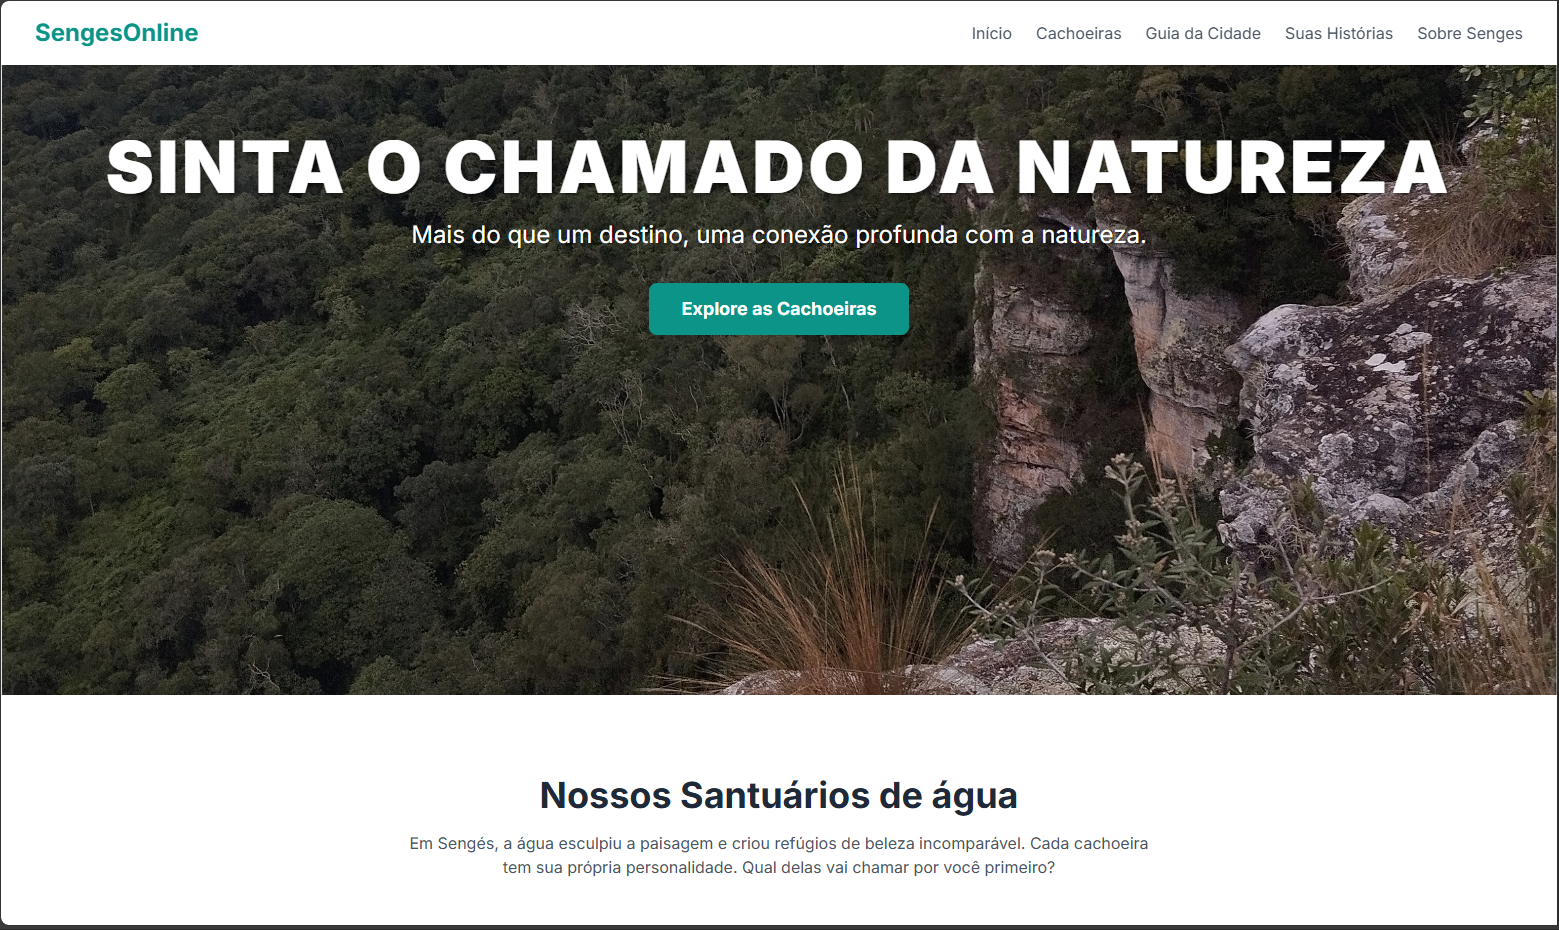 SengesOnline
Início
Cachoeiras
Guia da Cidade
Suas Histórias
Sobre Senges
SINTA O CHAMADO DA NATUREZA
Mais do que um destino, uma conexão profunda com a natureza.
Explore as Cachoeiras
Nossos Santuários de água
Em Sengés, a água esculpiu a paisagem e criou refúgios de beleza incomparável. Cada cachoeira
tem sua própria personalidade. Qual delas vai chamar por você primeiro?